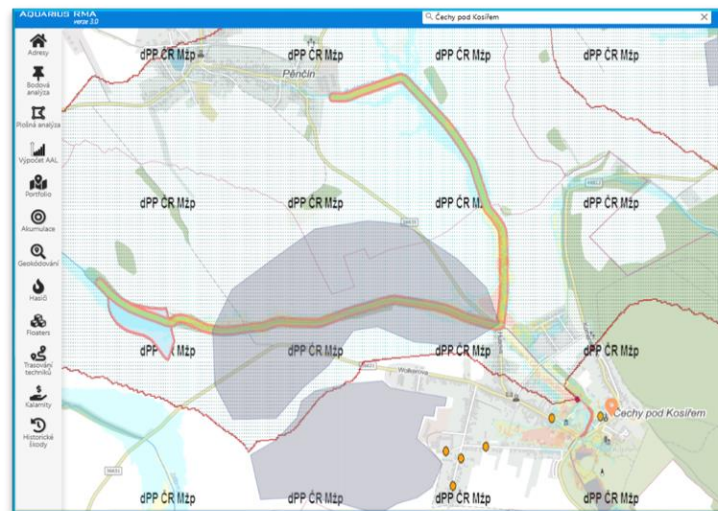 AQUARIUS RMA
verze 3.0
Čechy pod Kosířem
Adresy
Bodová
analýza
Plošná analýza
Výpočet AAL
Portfolio
Akumulace
Geokódování
Hasiči
Floaters
Trasování
techniků
Kalamity
Historické
škody
dPP ČR Mžp
dPP ČR Mžp
dPP ČR Mžp
dPP ČR Mžp
Pěnčín
dPP ČR Mžp
dPP ČR Mžp
dPP ČR Mžp
dPP ČR Mžp
dPP ČR Mžp
dPP ČR Mžp
dPP ČR Mžp
dPP ČR Mžp
Wolkerova
Čechy pod Kosířem
dPP ČR Mžp
dPP ČR Mžp
dPP ČR Mžp
dPP ČR Mžp